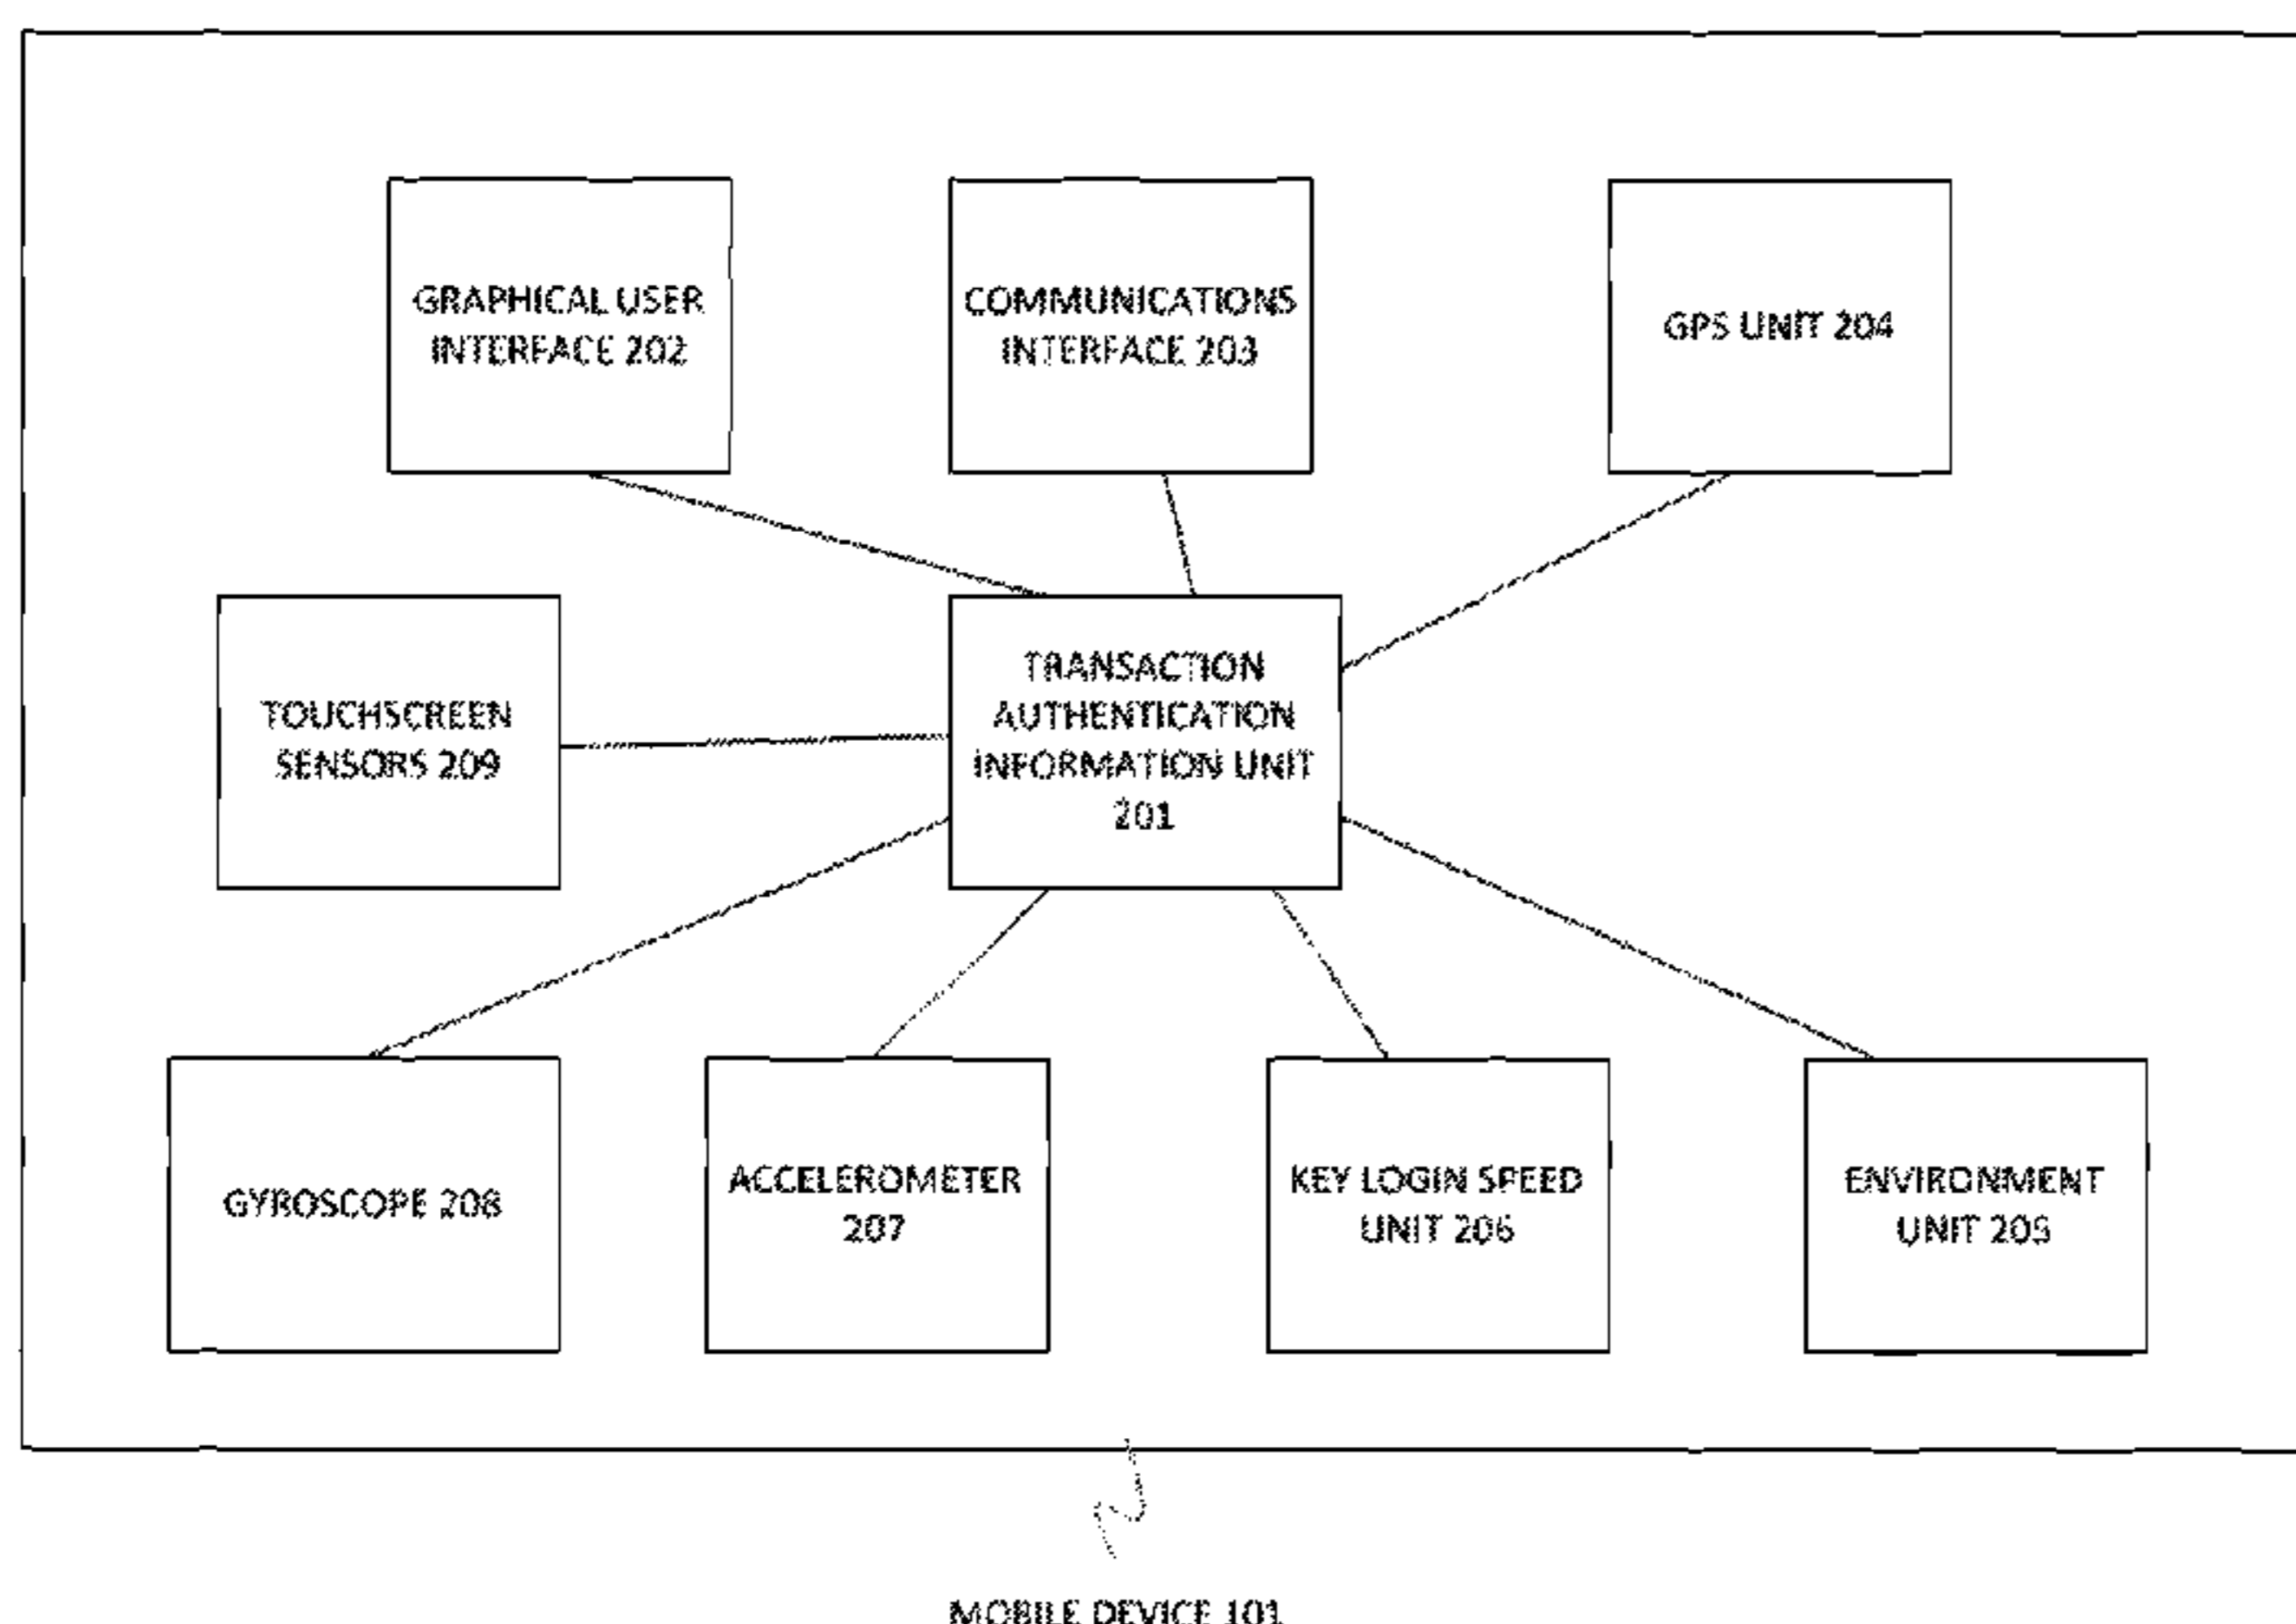 GRAPHICAL USER
INTERFACE 202
COMMUNICATIONS
INTERFACE 203
GPS UNIT 204
TOUCHSCREEN
SENSORS 209
TRANSACTION
AUTHENTICATION
INFORMATION UNIT
201
GYROSCOPE 208
ACCELEROMETER
207
KEY LOGIN SPEED
UNIT 206
ENVIRONMENT
UNIT 205
MOBILE DEVICE 101